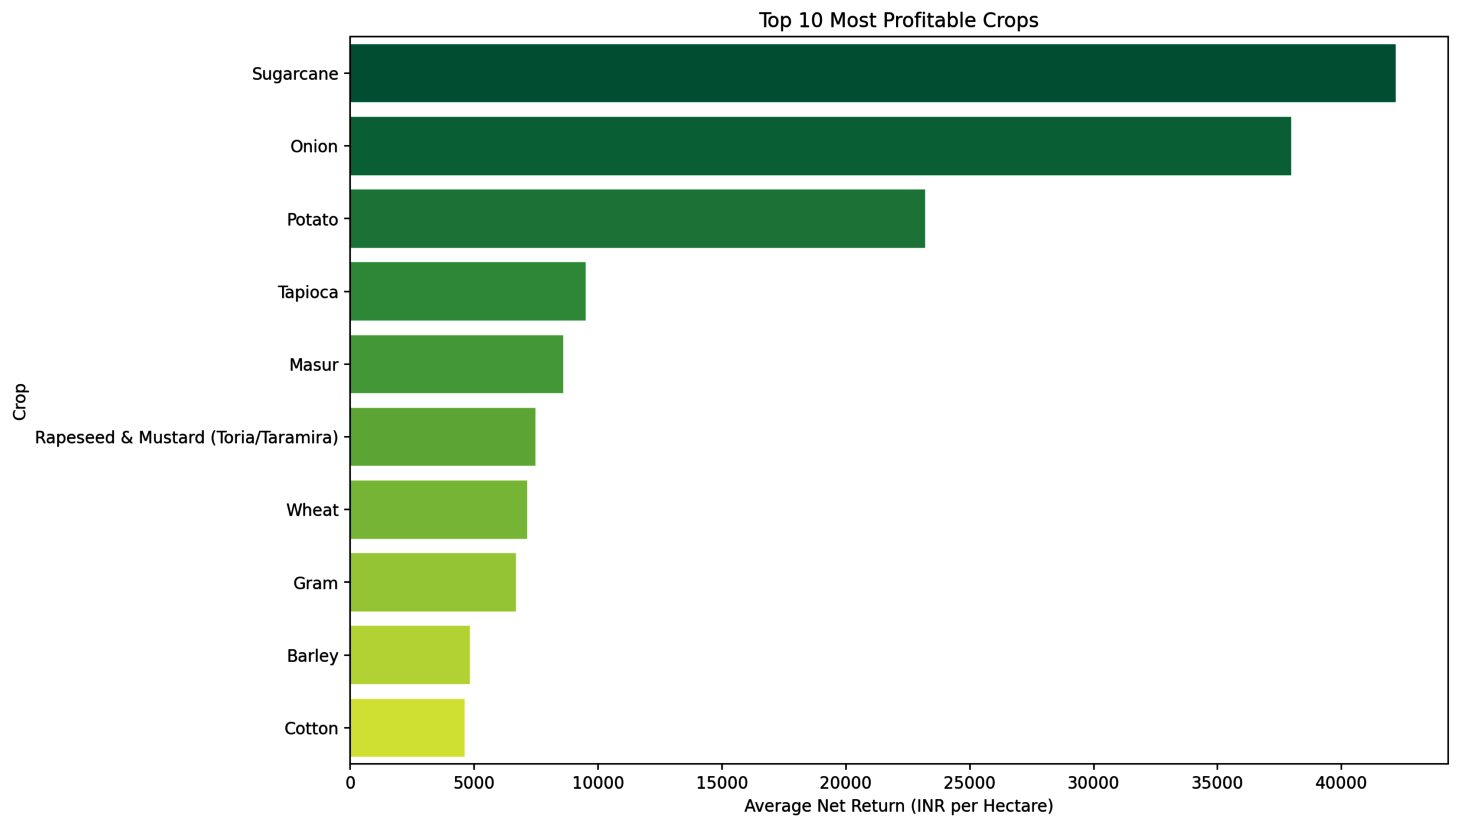 Top 10 Most Profitable Crops
Crop
Sugarcane
Onion
Potato
Tapioca
Masur
Rapeseed & Mustard (Toria/Taramira)
Wheat
Gram
Barley
Cotton
0 5000 10000 15000 20000 25000 30000 35000 40000
Average Net Return (INR per Hectare)